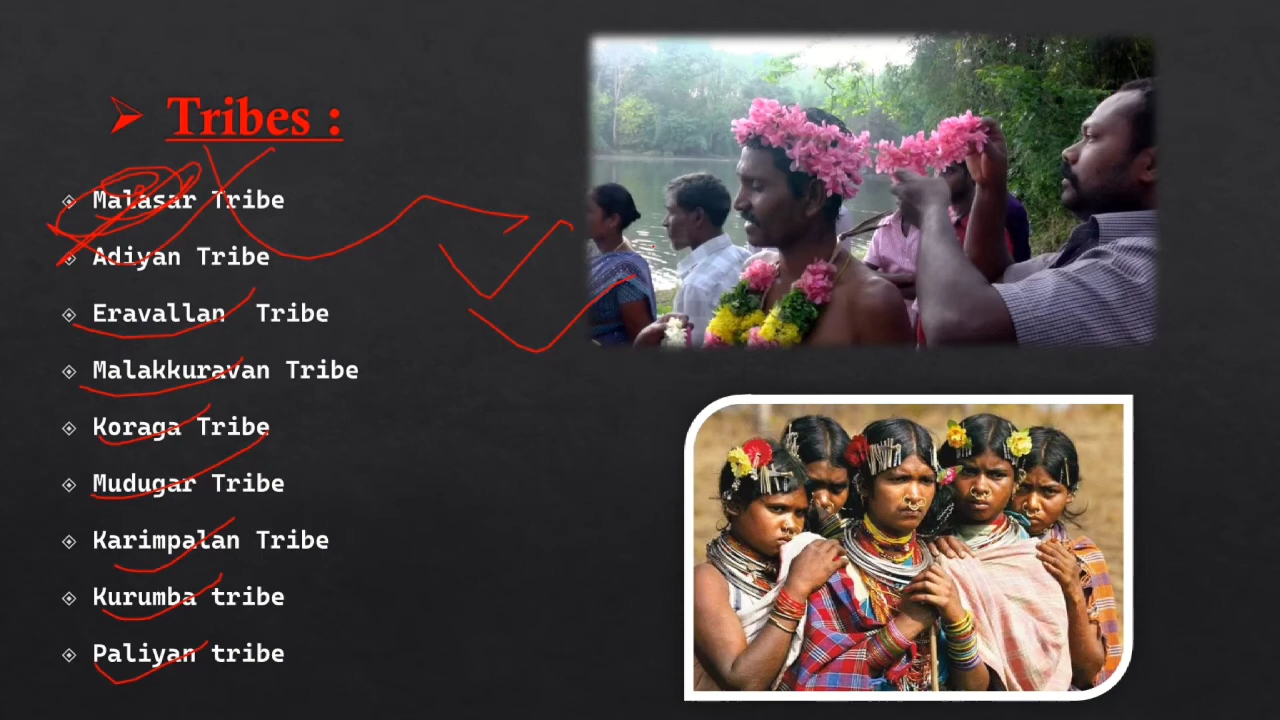 Tribes :
Malasar Tribe
Adiyan Tribe
Eravallan Tribe
Malakkuravan Tribe
Koraga Tribe
Mudugar Tribe
Karimpalan Tribe
Kurumba tribe
Paliyan tribe